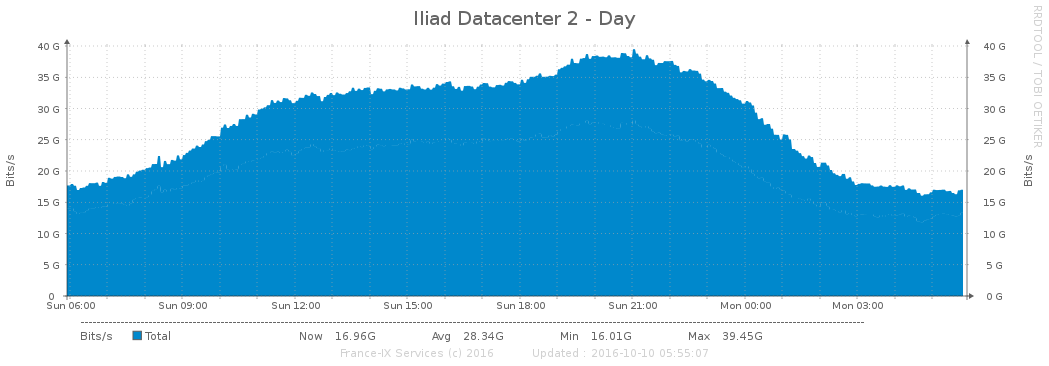 Iliad Datacenter 2 - Day
RRDTOOL / TOBI OETIKER
40 G 40 G
35 G 35 G
30 G 30 G
25 G 25 G
20 G 20 G
15 G 15 G
10 G 10 G
5 G 5 G
0 0 G
Bits/s Bits/s
Sun 06:00 Sun 09:00 Sun 12:00 Sun 15:00 Sun 18:00 Sun 21:00 Mon 00:00 Mon 03:00
Bits/s Total Now 16.96G Avg 28.34G Min 16.01G Max 39.45G
France-IX Services (c) 2016 Updated : 2016-10-10 05:55:07